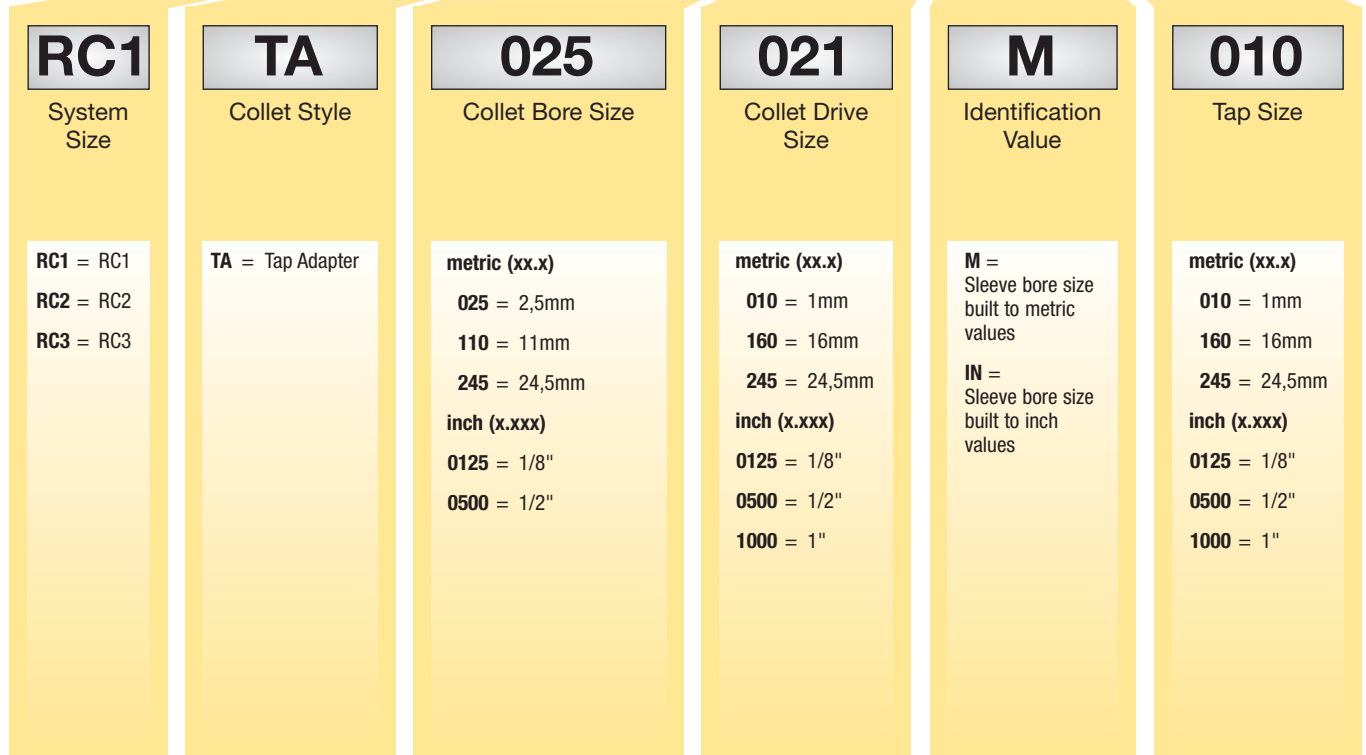 RC1
System
Size
RC1 = RC1
RC2 = RC2
RC3 = RC3
TA
Collet Style
TA = Tap Adapter
025
Collet Bore Size
metric (xx.x)
025 = 2,5mm
110 = 11mm
245 = 24,5mm
inch (x.xxx)
0125 = 1/8"
0500 = 1/2"
021
Collet Drive
Size
metric (xx.x)
010 = 1mm
160 = 16mm
245 = 24,5mm
inch (x.xxx)
0125 = 1/8"
0500 = 1/2"
1000 = 1"
M
Identification
Value
M =
Sleeve bore size
built to metric
values
IN =
Sleeve bore size
built to inch
values
010
Tap Size
metric (xx.x)
010 = 1mm
160 = 16mm
245 = 24,5mm
inch (x.xxx)
0125 = 1/8"
0500 = 1/2"
1000 = 1"